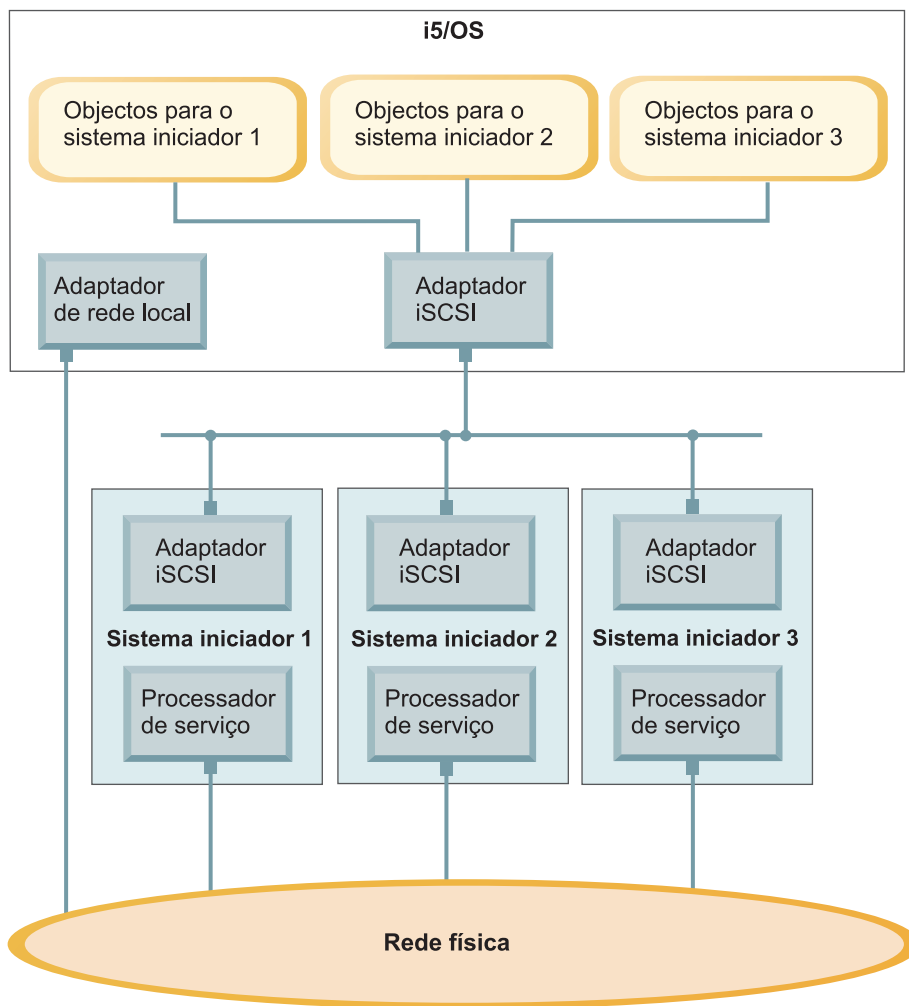 i5/OS
Objectos para o
sistema iniciador 1
Objectos para o
sistema iniciador 2
Objectos para o
sistema iniciador 3
Adaptador
de rede local
Adaptador
iSCSI
Adaptador
iSCSI
Adaptador
iSCSI
Adaptador
iSCSI
Sistema iniciador 1
Sistema iniciador 2
Sistema iniciador 3
Processador
de serviço
Processador
de serviço
Processador
de serviço
Rede física